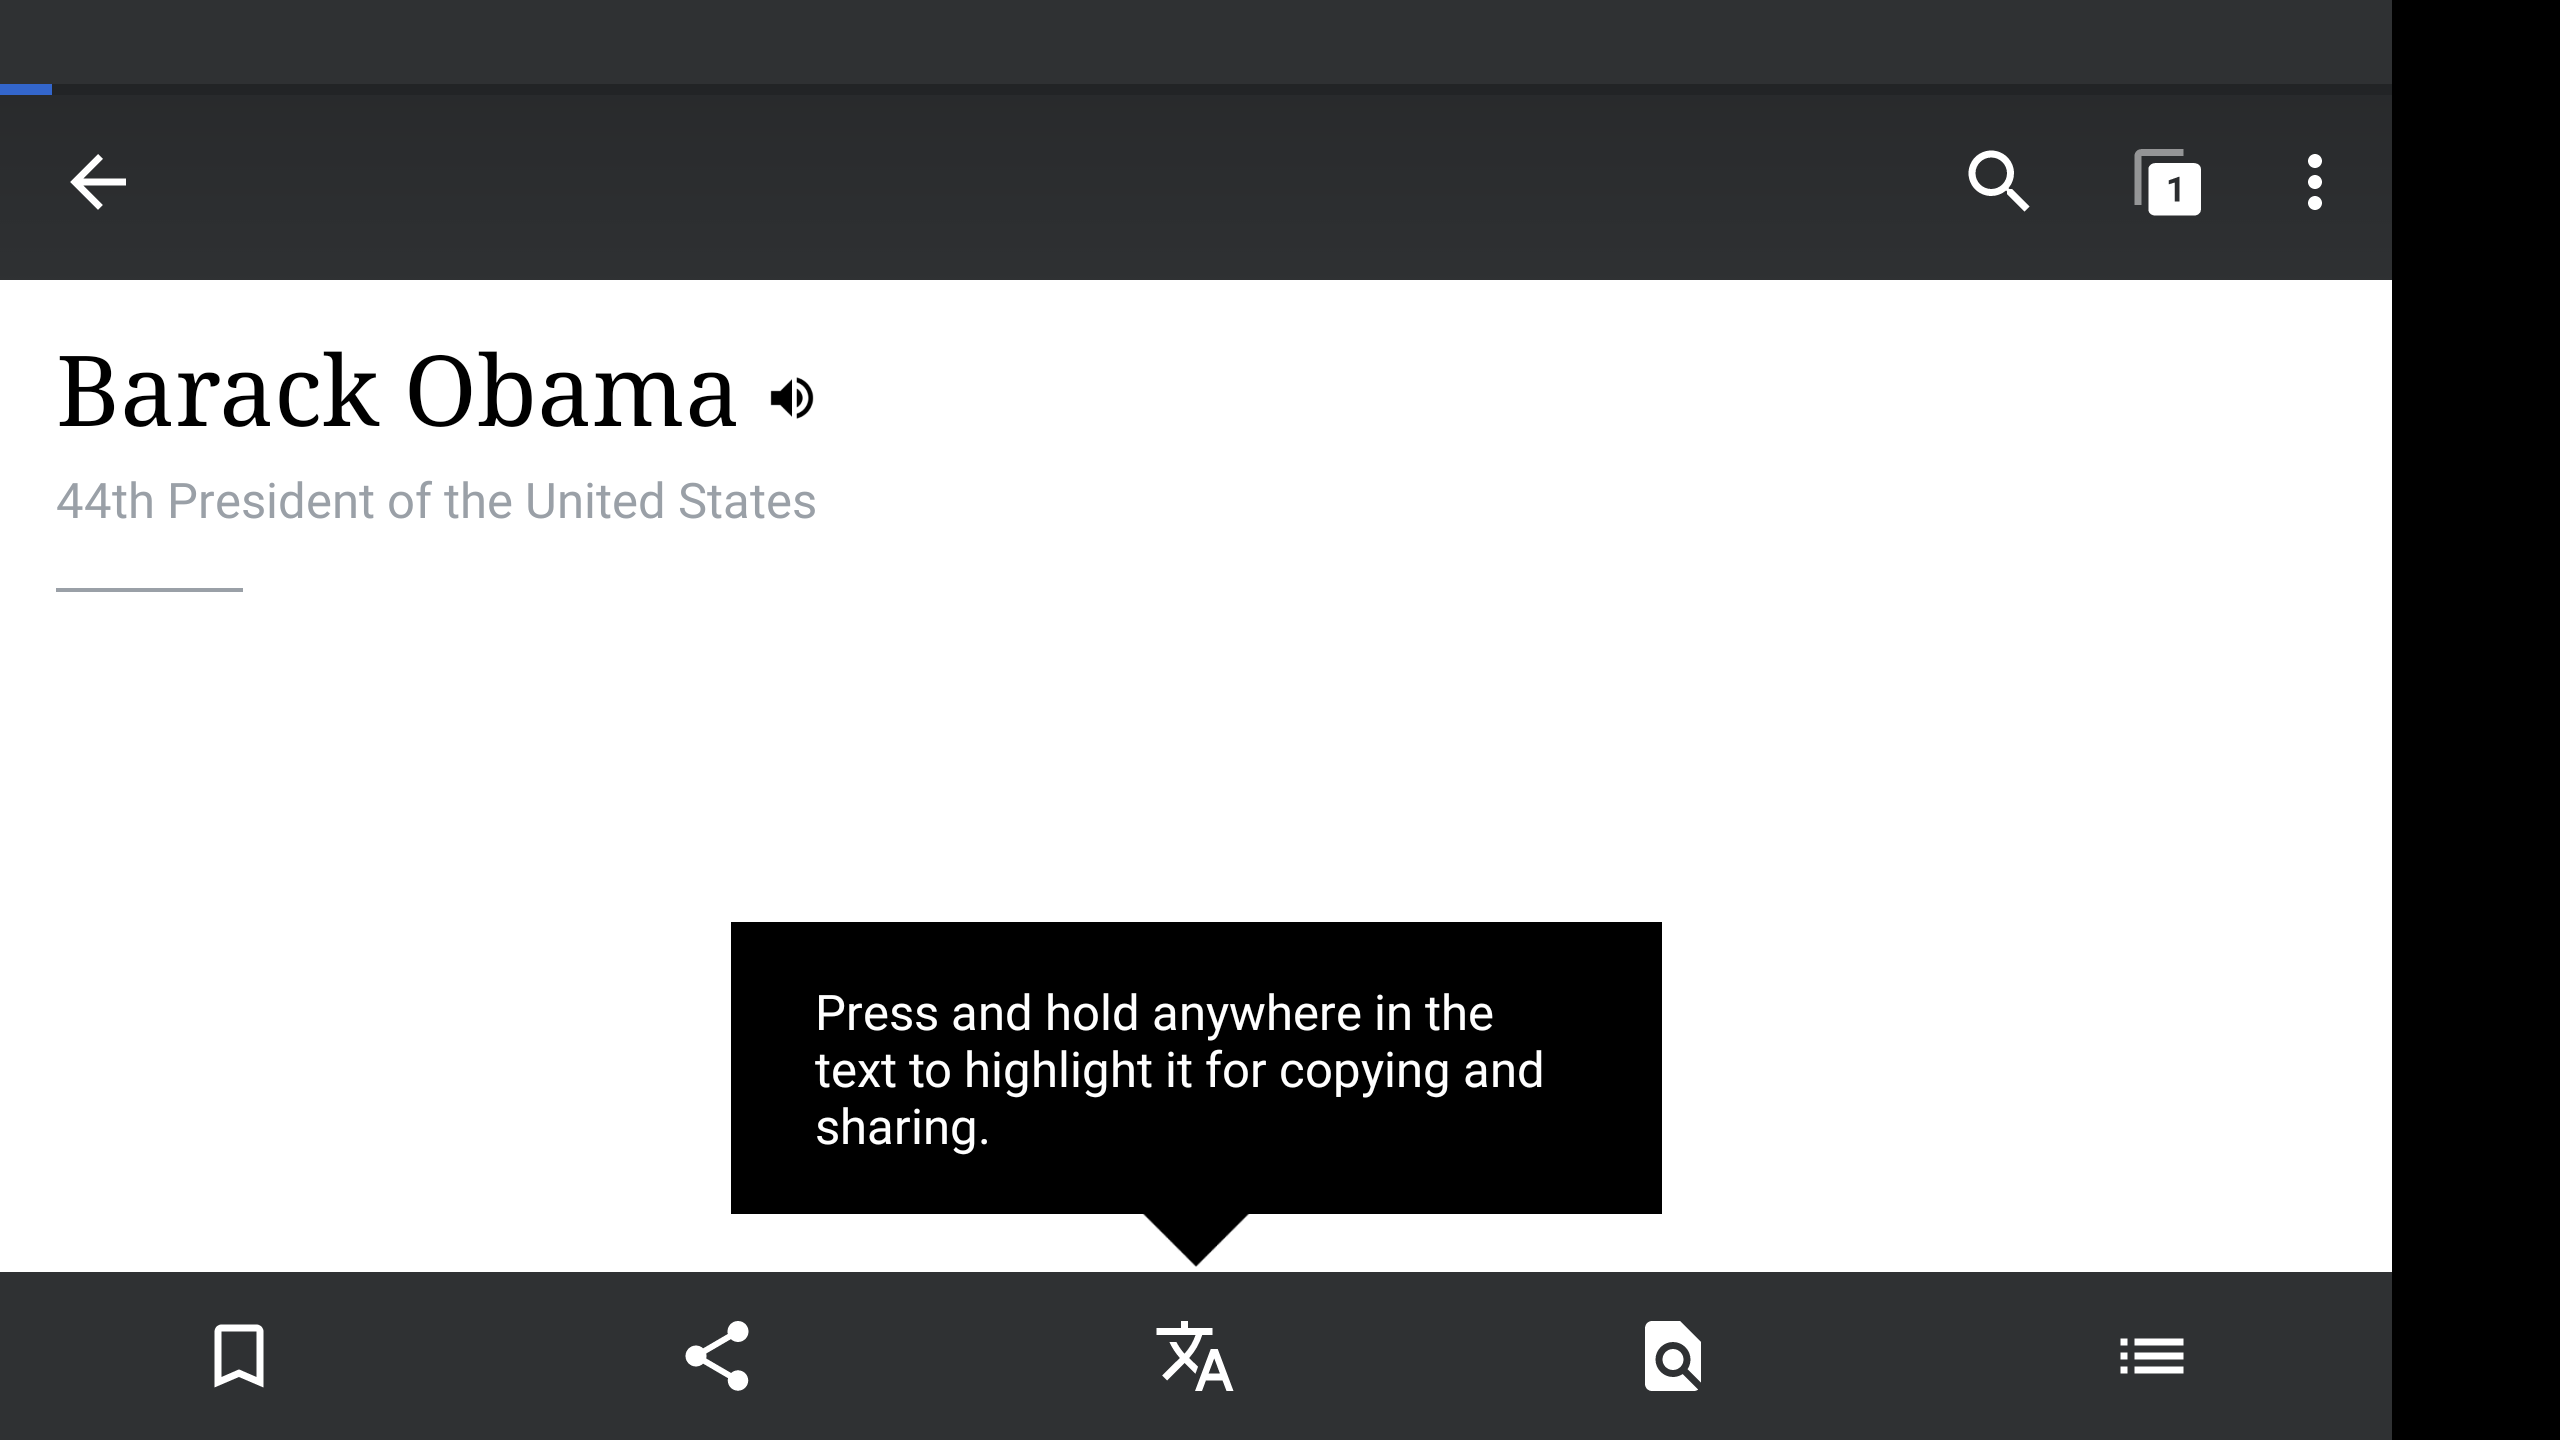 1
Barack Obama
44th President of the United States
Press and hold anywhere in the
text to highlight it for copying and
sharing.